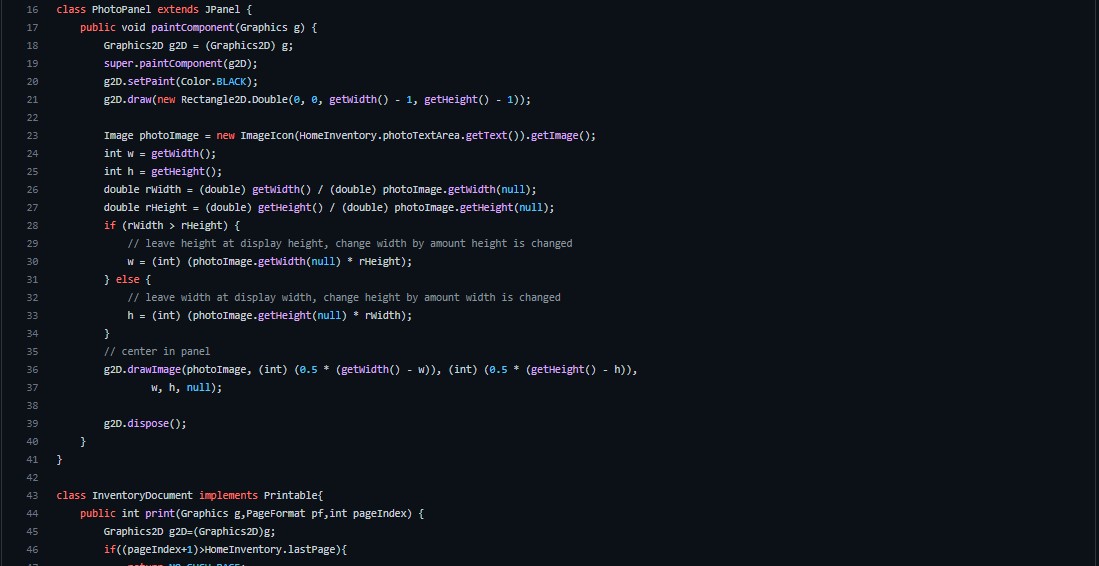 16 class PhotoPanel extends JPanel {
17 public void paintComponent(Graphics g) {
18 Graphics2D g2D = (Graphics2D) g;
19 super.paintComponent(g2D);
20 g2D.setPaint(Color.BLACK);
21 g2D.draw(new Rectangle2D.Double(0, 0, getWidth() - 1, getHeight() - 1));
22
23 Image photoImage = new ImageIcon(HomeInventory.photoTextArea.getText()).getImage();
24 int w = getWidth();
25 int h = getHeight();
26 double rWidth = (double) getWidth() / (double) photoImage.getWidth(null);
27 double rHeight = (double) getHeight() / (double) photoImage.getHeight(null);
28 if (rWidth > rHeight) {
29 // leave height at display height, change width by amount height is changed
30 w = (int) (photoImage.getWidth(null) * rHeight);
31 } else {
32 // leave width at display width, change height by amount width is changed
33 h = (int) (photoImage.getHeight(null) * rWidth);
34 }
35 // center in panel
36 g2D.drawImage(photoImage, (int) (0.5 * (getWidth() - w)), (int) (0.5 * (getHeight() - h)),
37 w, h, null);
38
39 g2D.dispose();
40 }
41 }
42
43 class InventoryDocument implements Printable{
44 public int print(Graphics g,PageFormat pf,int pageIndex) {
45 Graphics2D g2D=(Graphics2D)g;
46 if((pageIndex+1)>HomeInventory.lastPage){
47 return NO_SUCH_PAGE;